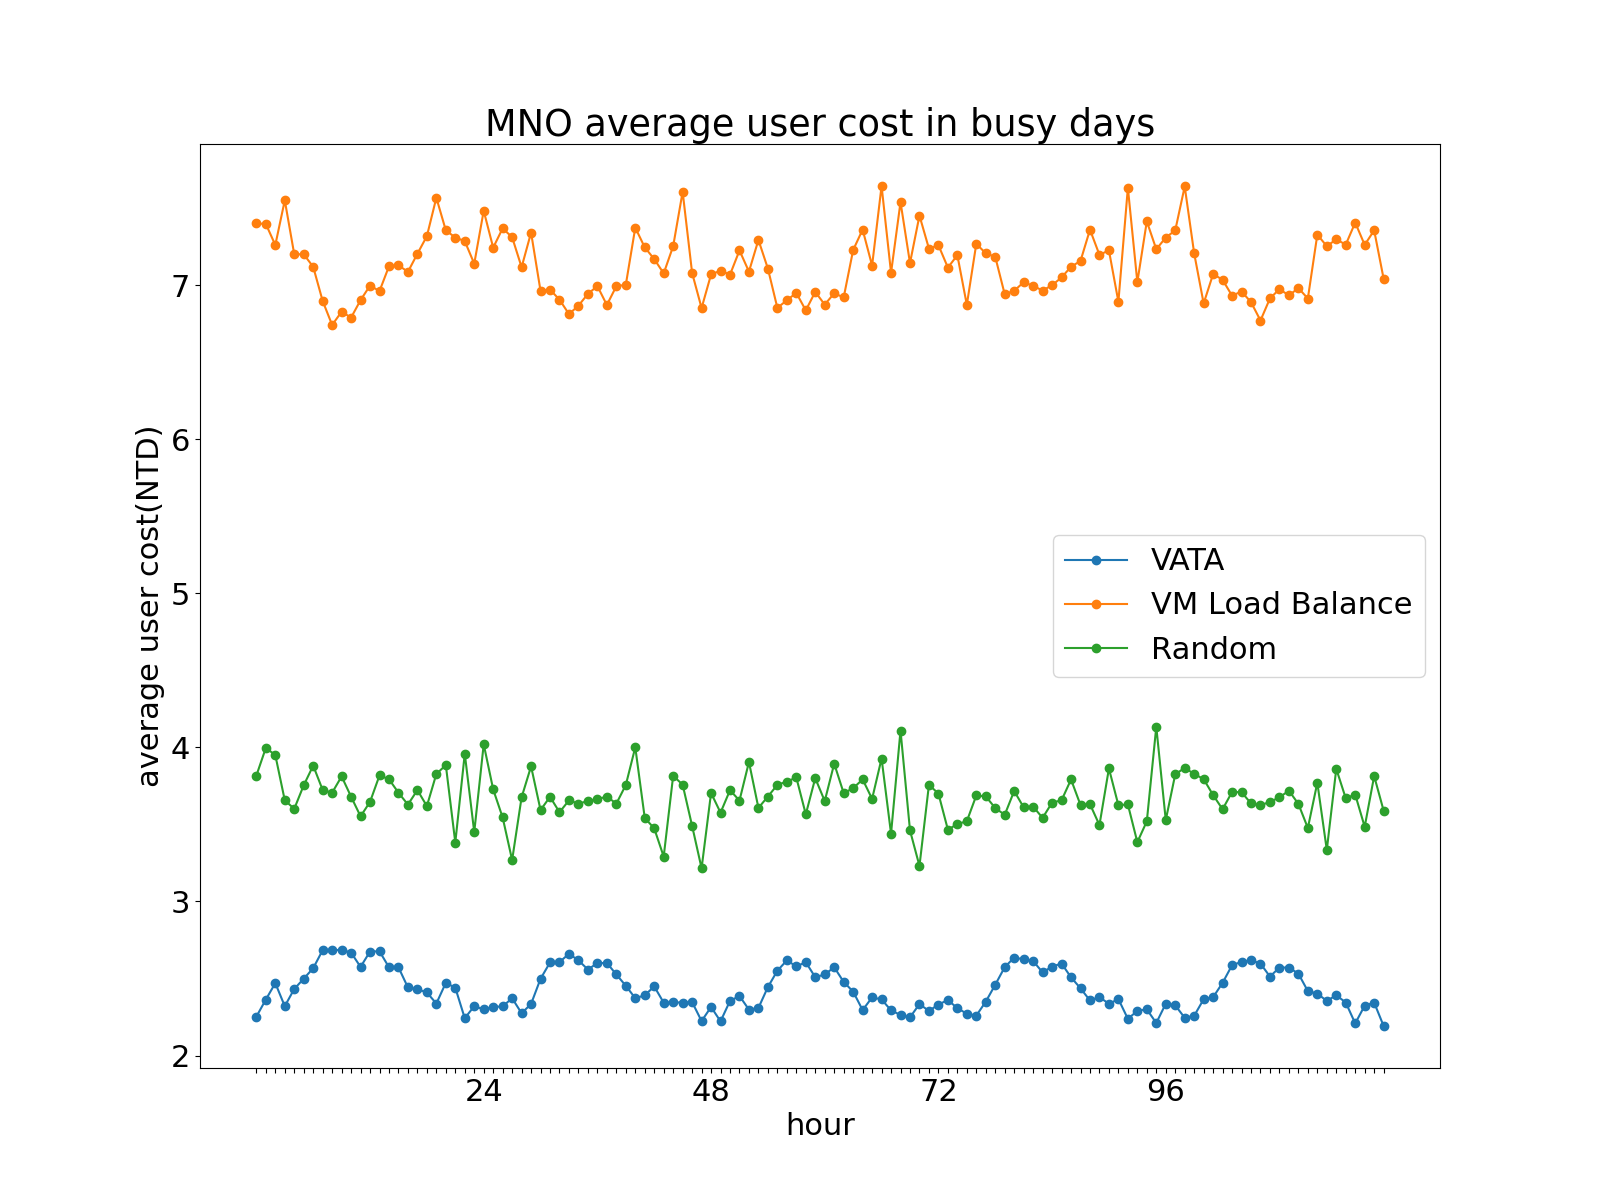 MNO average user cost in busy days
average user cost(NTD)
7
6
5
4
3
2
VATA
VM Load Balance
Random
24 48 72 96
hour